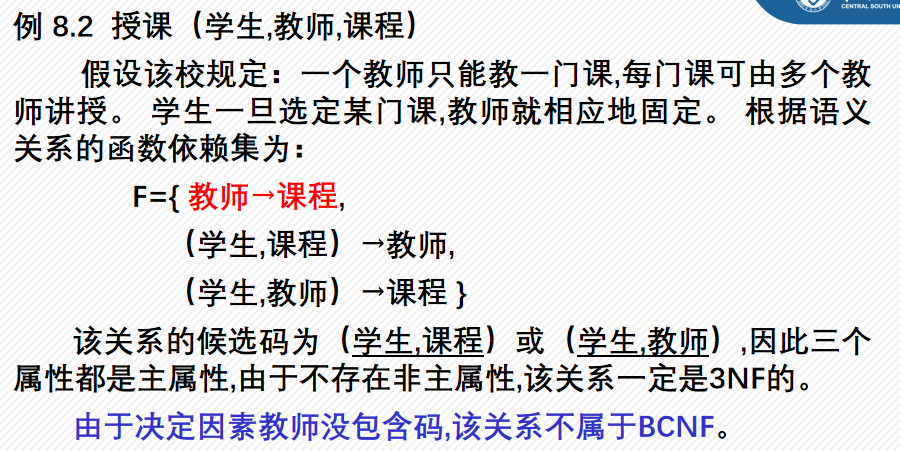 CENTRAL SOUTH UN
例 8.2 授课（学生,教师,课程）
假设该校规定：一个教师只能教一门课,每门课可由多个教
师讲授。 学生一旦选定某门课,教师就相应地固定。 根据语义
关系的函数依赖集为：
F={ 教师→课程,
（学生,课程）→教师,
（学生,教师）→课程 }
该关系的候选码为（学生,课程）或（学生,教师）,因此三个
属性都是主属性,由于不存在非主属性,该关系一定是3NF的。
由于决定因素教师没包含码,该关系不属于BCNF。